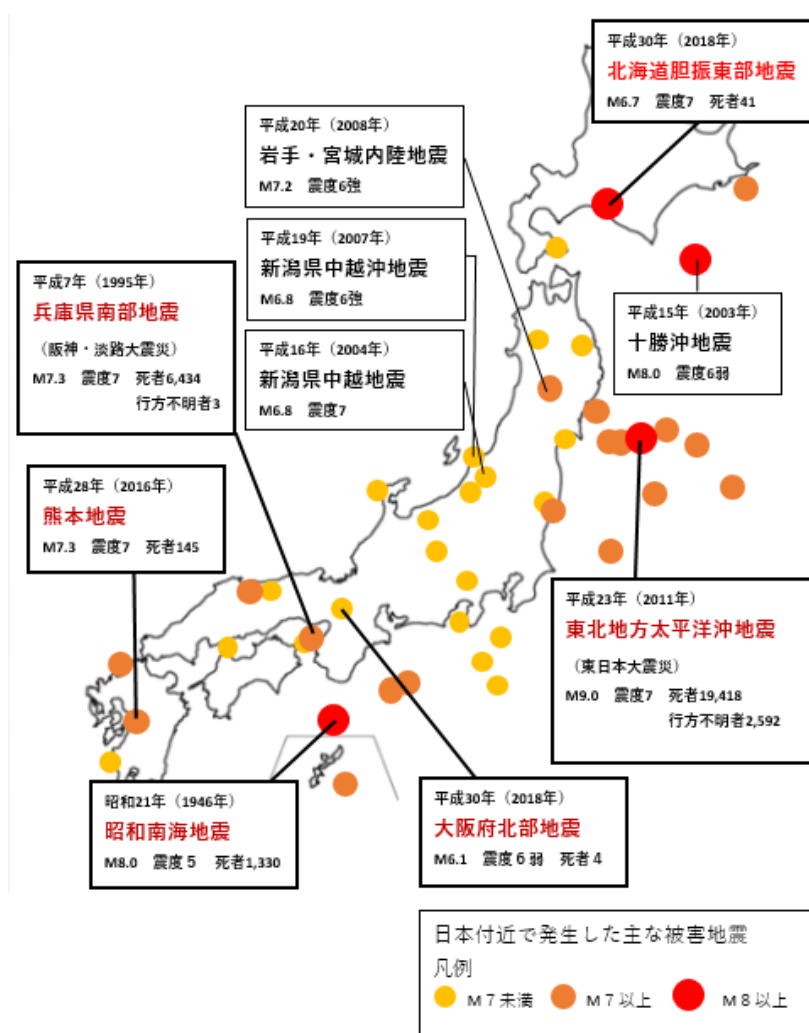 平成30年（2018年）
北海道胆振東部地震
M6.7 震度7 死者41
平成20年（2008年）
岩手・宮城内陸地震
M7.2 震度6強
平成19年（2007年）
新潟県中越沖地震
M6.8 震度6強
平成7年（1995年）
兵庫県南部地震
（阪神・淡路大震災）
M7.3 震度7 死者6,434
行方不明者3
平成15年（2003年）
十勝沖地震
M8.0 震度6弱
平成16年（2004年）
新潟県中越地震
M6.8 震度7
平成28年（2016年）
熊本地震
M7.3 震度7 死者145
平成23年（2011年）
東北地方太平洋沖地震
（東日本大震災）
M9.0 震度7 死者19,418
行方不明者2,592
昭和21年（1946年）
昭和南海地震
M8.0 震度５ 死者1,330
平成30年（2018年）
大阪府北部地震
M6.1 震度６弱 死者４
日本付近で発生した主な被害地震
凡例
Ｍ７未満 Ｍ７以上 Ｍ８以上